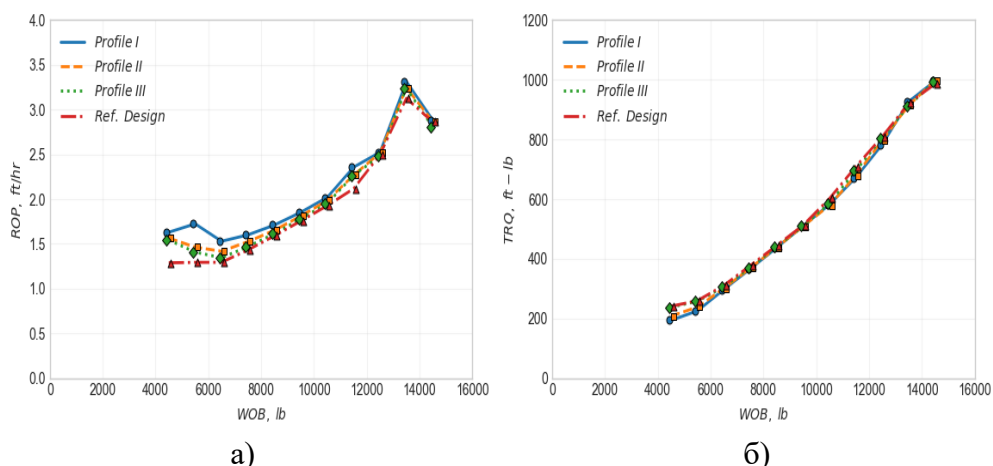 4.0
3.5
3.0
2.5
2.0
1.5
1.0
0.5
0.0
ROP, ft/hr
Profile I
Profile II
Profile III
Ref. Design
0 2000 4000 6000 8000 10000 12000 14000 16000
WOB, lb
а)
1200
1000
800
600
400
200
0
TRQ, ft – lb
Profile I
Profile II
Profile III
Ref. Design
0 2000 4000 6000 8000 10000 12000 14000 16000
WOB, lb
б)